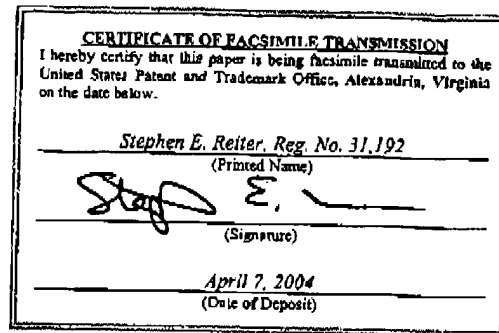 CERTIFICATE OF FACSIMILE TRANSMISSION
I hereby certify that this paper is being facsimile transmitted to the
United States Patent and Trademark Office, Alexandria, Virginia
on the date below.
Stephen E. Reiter, Reg. No. 31,192
(Printed Name)
E.
(Signature)
April 7, 2004
(Date of Deposit)